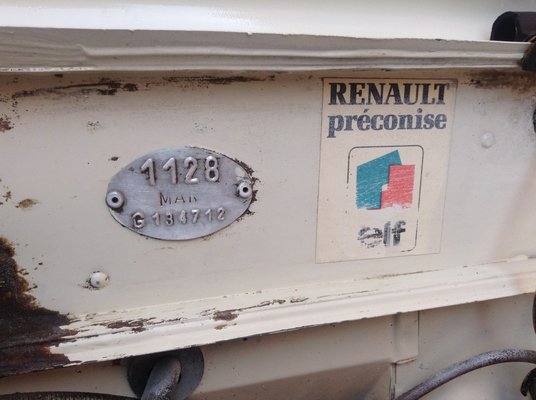 1128
MAR
G 134712
RENAULT
préconise
elf